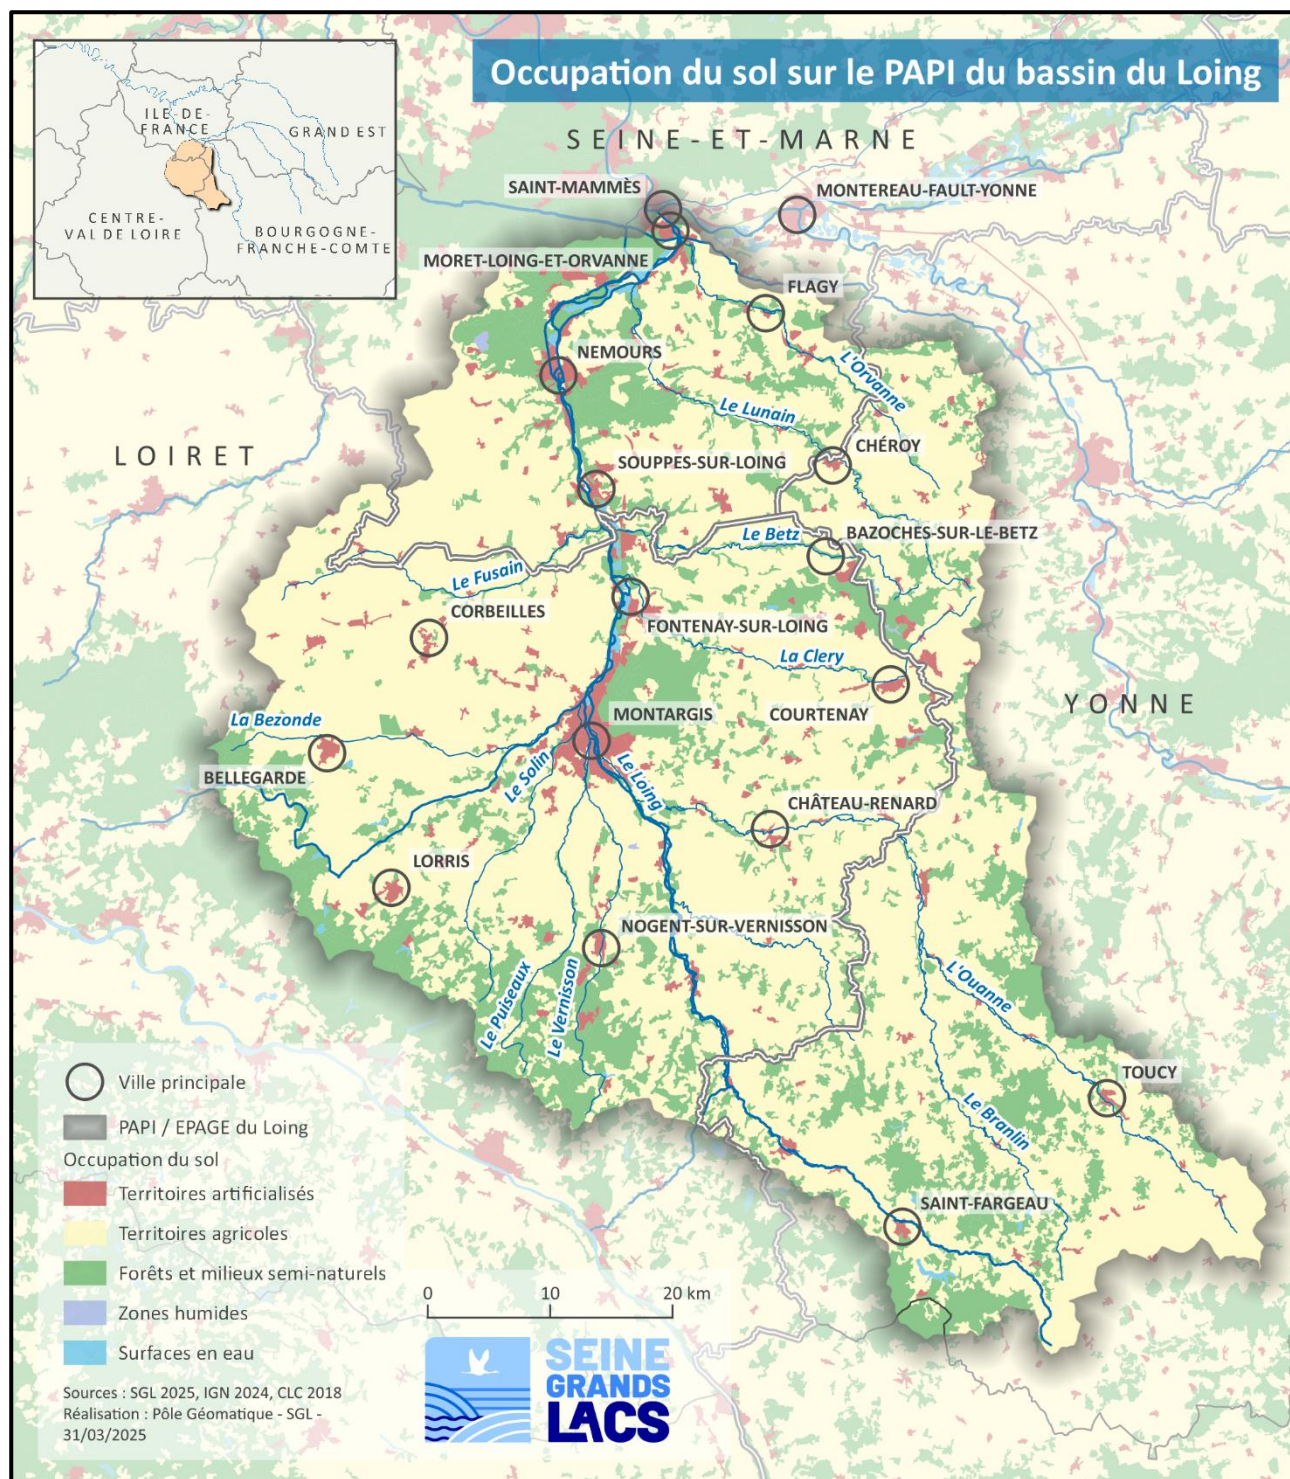 Occupation du sol sur le PAPI du bassin du Loing
ILE-DE-
FRANCE
GRAND EST
CENTRE-
VAL DE LOIRE
BOURGOGNE-
FRANCHE-COMTE
SEINE-ET-MARNE
SAINT-MAMMÈS
MONTEREAU-FAULT-YONNE
MORET-LOING-ET-ORVANNE
FLAGY
NEMOURS
L'Orvanne
Le Lunain
LOIRET
CHÉROY
SOUPPES-SUR-LOING
Le Betz
BAZOCHES-SUR-LE-BETZ
Le Fusain
CORBEILLES
FONTENAY-SUR-LOING
La Clery
YONNE
La Bezonde
MONTARGIS
COURTENAY
Le Solin
Le Loing
BELLEGARDE
CHÂTEAU-RENARD
LORRIS
NOGENT-SUR-VERNISSON
Le Puiseaux
Le Vernisson
L'Ouanne
TOUCY
Le Branlin
SAINT-FARGEAU
Ville principale
PAPI / EPAGE du Loing
Occupation du sol
Territoires artificialisés
Territoires agricoles
Forêts et milieux semi-naturels
Zones humides
Surfaces en eau
Sources : SGL 2025, IGN 2024, CLC 2018
Réalisation : Pôle Géomatique - SGL -
31/03/2025
0 10 20 km
SEINE
GRANDS
LACS